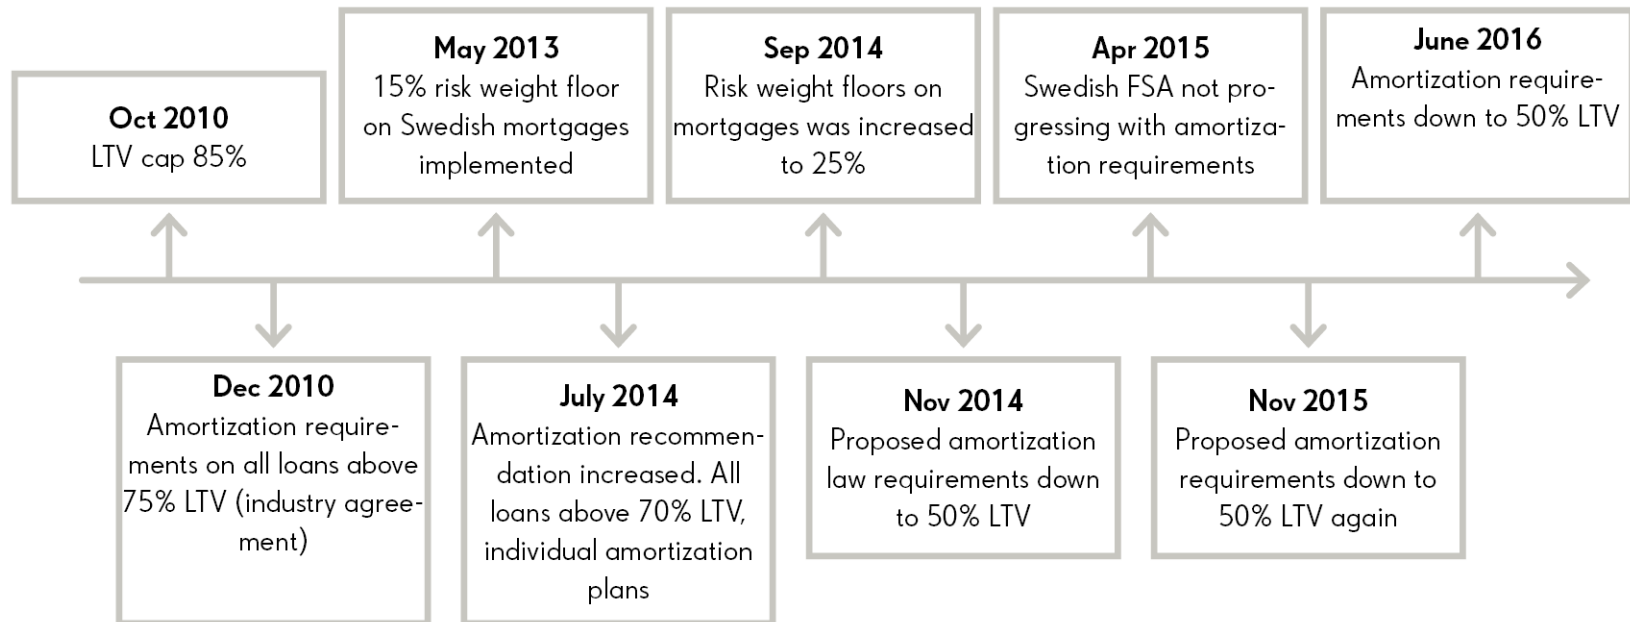 Oct 2010
LTV cap 85%
May 2013
15% risk weight floor
on Swedish mortgages
implemented
Sep 2014
Risk weight floors on
mortgages was increased
to 25%
Apr 2015
Swedish FSA not pro-
gressing with amortiza-
tion requirements
June 2016
Amortization require-
ments down to 50% LTV
Dec 2010
Amortization require-
ments on all loans above
75% LTV (industry agree-
ment)
July 2014
Amortization recommen-
dation increased. All
loans above 70% LTV,
individual amortization
plans
Nov 2014
Proposed amortization
law requirements down
to 50% LTV
Nov 2015
Proposed amortization
requirements down to
50% LTV again